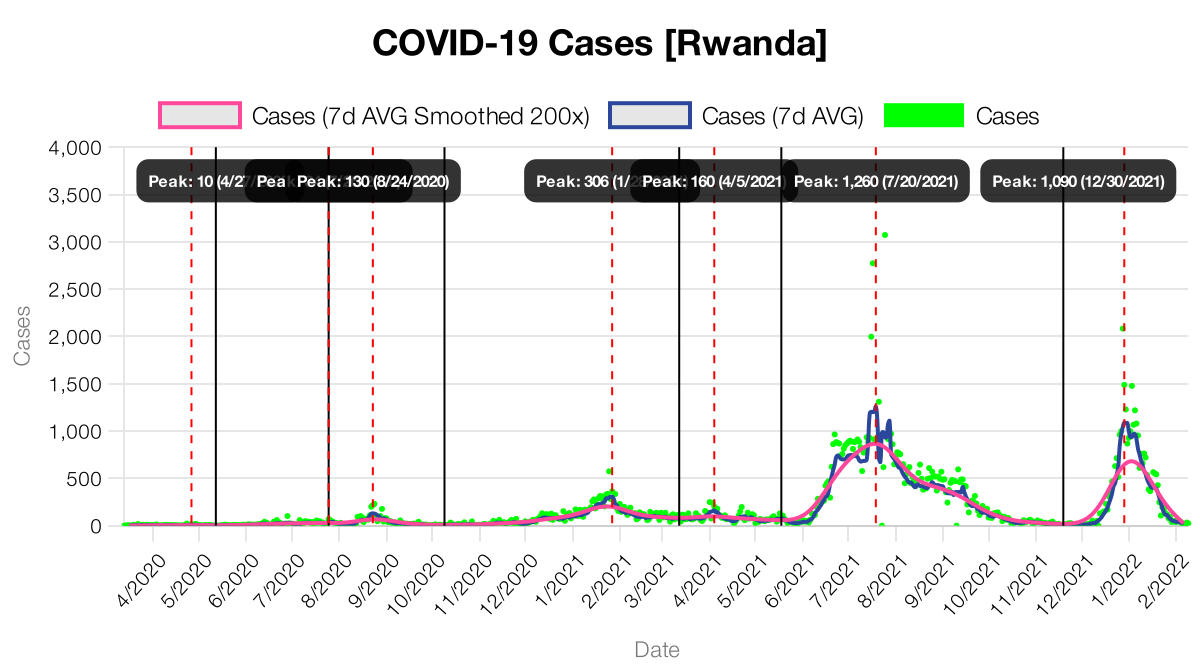 COVID-19 Cases [Rwanda]
Cases (7d AVG Smoothed 200x)
Cases (7d AVG)
Cases
4,000
3,500
3,000
2,500
2,000
1,500
1,000
500
0
Cases
Peak: 10 (4/27
Peak
Peak: 130 (8/24/2020)
Peak: 306 (1/
Peak: 160 (4/5/2021)
Peak: 1,260 (7/20/2021)
Peak: 1,090 (12/30/2021)
4/2020
5/2020
6/2020
7/2020
8/2020
9/2020
10/2020
11/2020
12/2020
1/2021
2/2021
3/2021
4/2021
5/2021
6/2021
7/2021
8/2021
9/2021
10/2021
11/2021
12/2021
1/2022
2/2022
Date